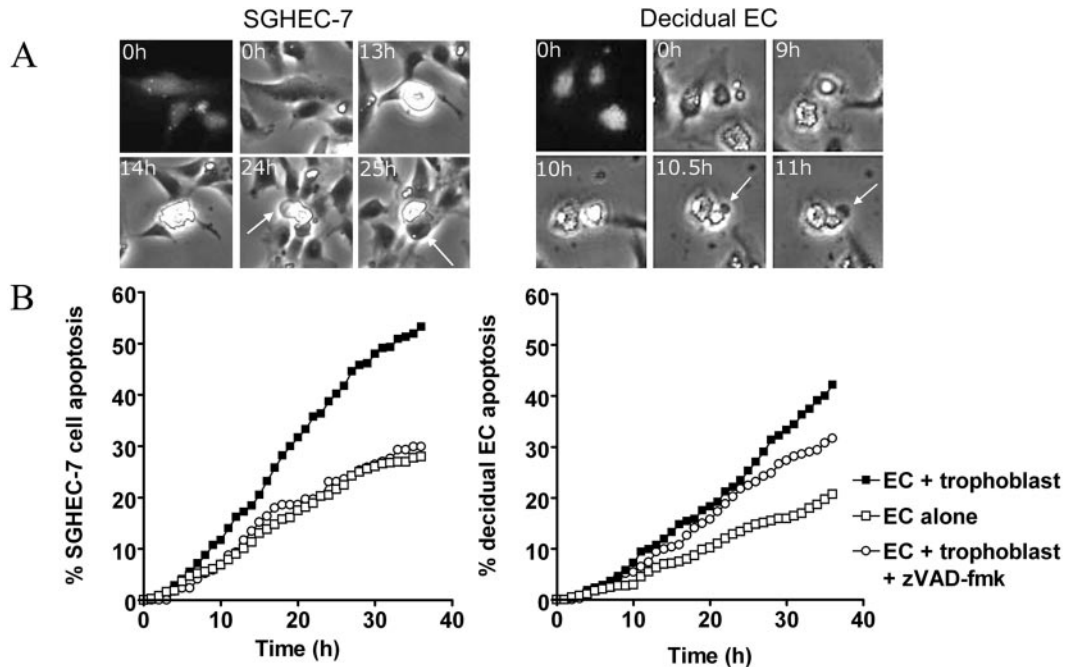 SGHEC-7
Decidual EC
A
0h
0h
13h
14h
24h
25h
0h
0h
9h
10h
10.5h
11h
B
% SGHEC-7 cell apoptosis
60
50
40
30
20
10
0
0
10
20
30
40
Time (h)
% decidual EC apoptosis
60
50
40
30
20
10
0
0
10
20
30
40
Time (h)
EC + trophoblast
EC alone
EC + trophoblast
+ zVAD-fmk